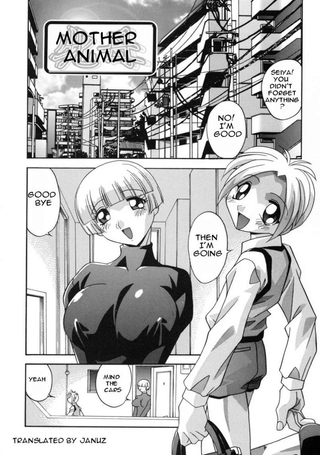 MOTHER
ANIMAL
SEIYA! YOU
DIDN'T
FORGET
ANYTHING
?
NO!
I'M
GOOD
GOOD
BYE
THEN
I'M
GOING
YEAH
MIND
THE
CARS
TRANSLATED BY JANUZ